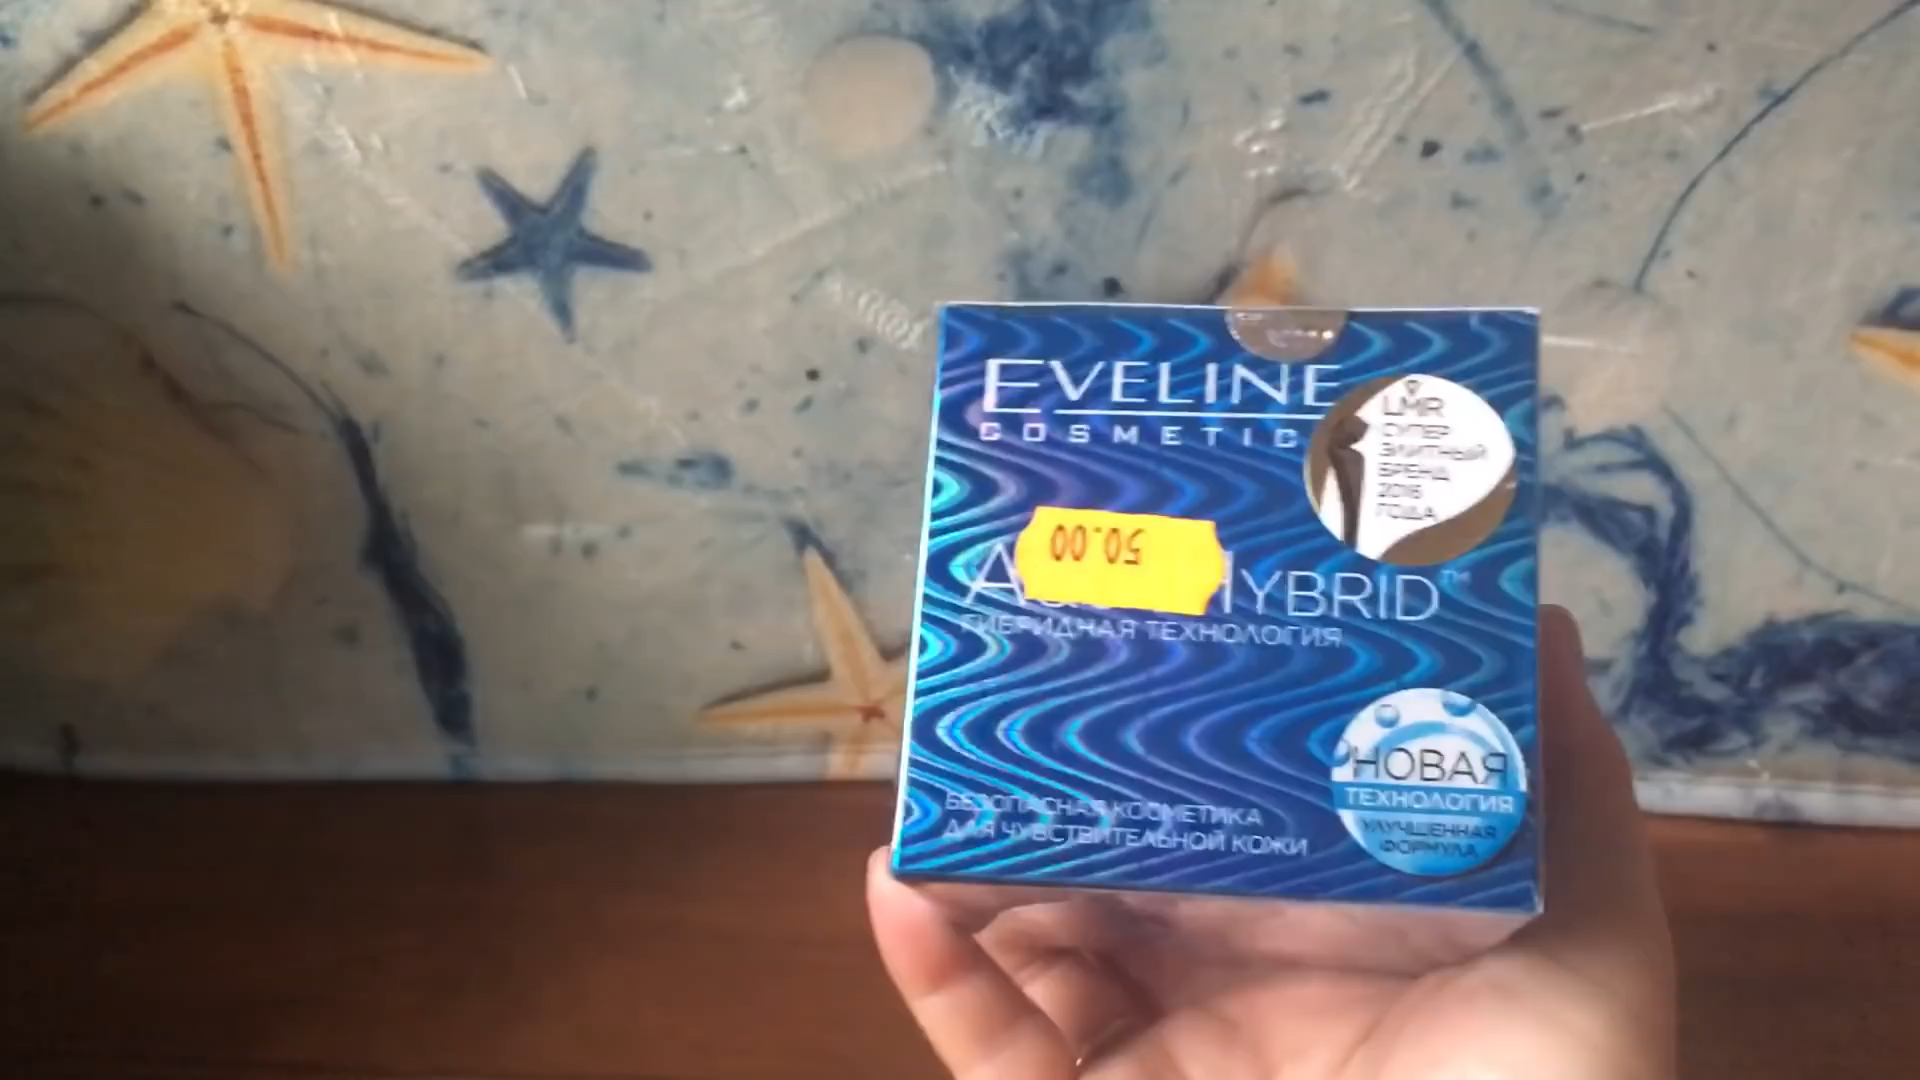 EVELINE
COSMETIC
LMR
СУПЕР
ЭЛИТНЫЙ
БРЕНД
2016
ГОДА
50.00
HYBRID™
ГИБРИДНАЯ ТЕХНОЛОГИЯ
НОВАЯ
ТЕХНОЛОГИЯ
УЛУЧШЕННАЯ
ФОРМУЛА
БЕЗОПАСНАЯ КОСМЕТИКА
ДЛЯ ЧУВСТВИТЕЛЬНОЙ КОЖИ